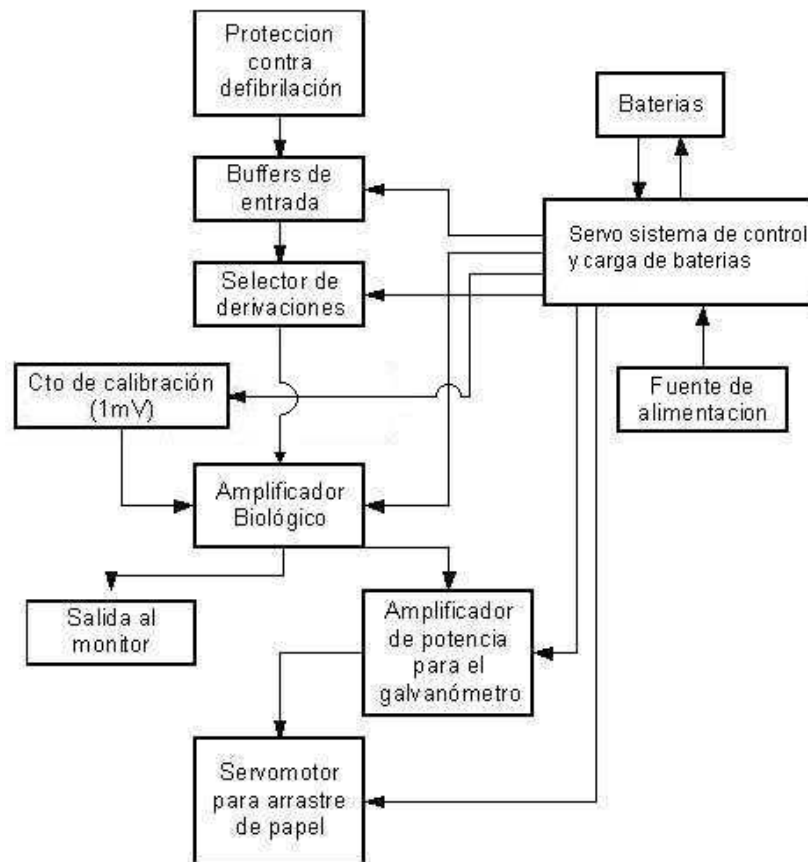 Proteccion
contra
defibrilación
Baterias
Buffers de
entrada
Servo sistema de control
y carga de baterias
Selector de
derivaciones
Cto de calibración
(1mV)
Fuente de
alimentacion
Amplificador
Biológico
Salida al
monitor
Amplificador
de potencia
para el
galvanómetro
Servomotor
para arrastre
de papel